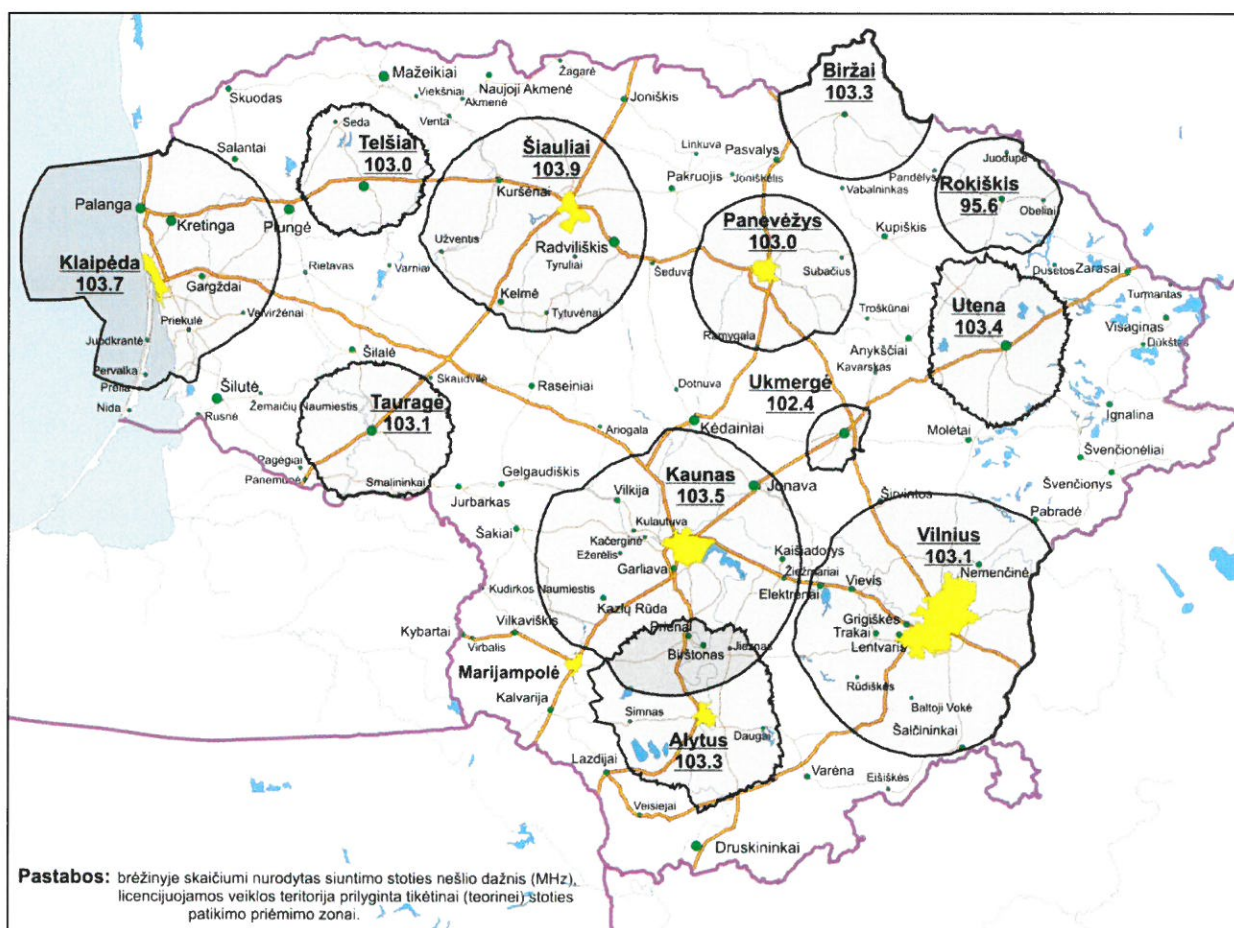 Biržai
103.3
Žagarė
Mažeikiai
Naujoji Akmenė
Viekšniai
Akmenė
Skuodas
Joniškis
Venta
Seda
Telšiai
103.0
Šiauliai
103.9
Linkuva
Pasvalys
Juodupė
Salantai
Joniškėlis
Pandėlys
Pakruojis
Vabalninkas
Kuršėnai
Rokiškis
95.6
Obeliai
Palanga
Kretinga
Plungė
Panevėžys
103.0
Kupiškis
Radviliškis
Užventis
Tyruliai
Šeduva
Subačius
Klaipėda
103.7
Rietavas
Varniai
Dusetos
Zarasai
Gargždai
Turmantas
Kelmė
Tytuvėnai
Utena
103.4
Troškūnai
Visaginas
Priekulė
Veiviržėnai
Ramygala
Dūkštas
Juodkrantė
Anykščiai
Šilalė
Kavarskas
Pervalka
Preila
Skaudvilė
Raseiniai
Dotnuva
Ukmergė
102.4
Nida
Šilutė
Rusnė
Žemaičių Naumiestis
Tauragė
103.1
Ignalina
Ariogala
Kėdainiai
Molėtai
Švenčionėliai
Pagėgiai
Panemunė
Smalininkai
Gelgaudiškis
Kaunas
103.5
Jonava
Švenčionys
Jurbarkas
Vilkija
Širvintos
Pabradė
Šakiai
Kulautuva
Kačerginė
Ežerėlis
Vilnius
103.1
Kaišiadorys
Nemenčinė
Garliava
Žiežmariai
Elektrėnai
Vievis
Kudirkos Naumiestis
Kazlų Rūda
Grigiškės
Trakai
Lentvaris
Kybartai
Virbalis
Vilkaviškis
Prienai
Birštonas
Jieznas
Marijampolė
Rūdiškės
Kalvarija
Simnas
Baltoji Vokė
Daugai
Šalčininkai
Alytus
103.3
Lazdijai
Varėna
Eišiškės
Veisiejai
Druskininkai
Pastabos: brėžinyje skaičiumi nurodytas siuntimo stoties nešlio dažnis (MHz),
licencijuojamos veiklos teritorija prilyginta tikėtinai (teorinei) stoties
patikimo priėmimo zonai.